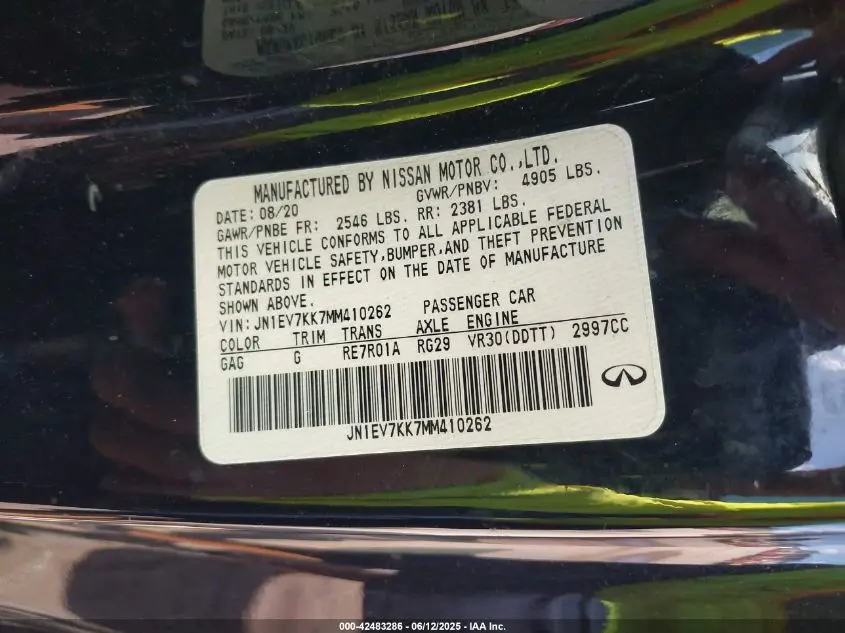 MANUFACTURED BY NISSAN MOTOR CO.,LTD.
DATE: 08/20 GVWR/PNBV: 4905 LBS.
GAWR/PNBE FR: 2546 LBS. RR: 2381 LBS.
THIS VEHICLE CONFORMS TO ALL APPLICABLE FEDERAL
MOTOR VEHICLE SAFETY,BUMPER,AND THEFT PREVENTION
STANDARDS IN EFFECT ON THE DATE OF MANUFACTURE
SHOWN ABOVE.
VIN: JN1EV7KK7MM410262 PASSENGER CAR
COLOR TRIM TRANS AXLE ENGINE
GAG G RE7R01A RG29 VR30(DDTT) 2997CC
JN1EV7KK7MM410262
000-42483286 - 06/12/2025 - IAA Inc.